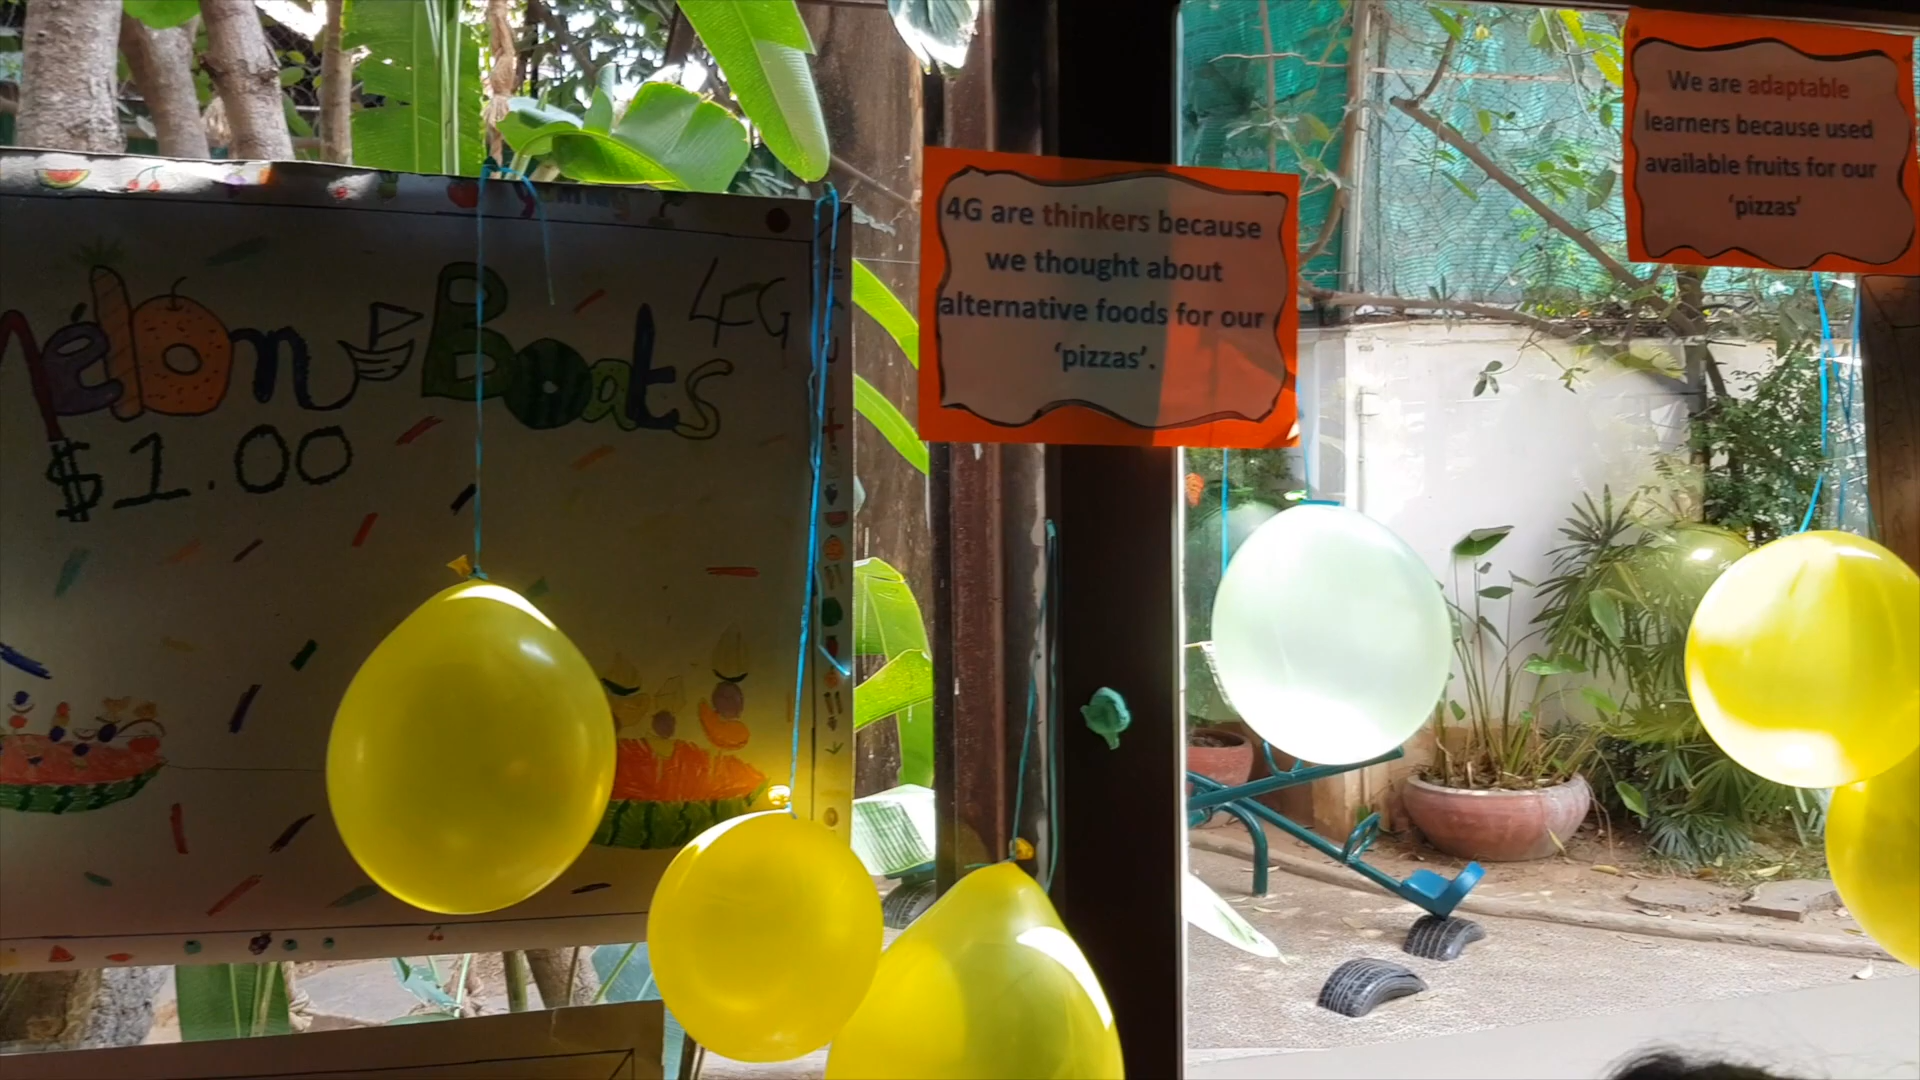 Melon Boats
4G
$1.00
4G are thinkers because
we thought about
alternative foods for our
‘pizzas’.
We are adaptable
learners because used
available fruits for our
‘pizzas’